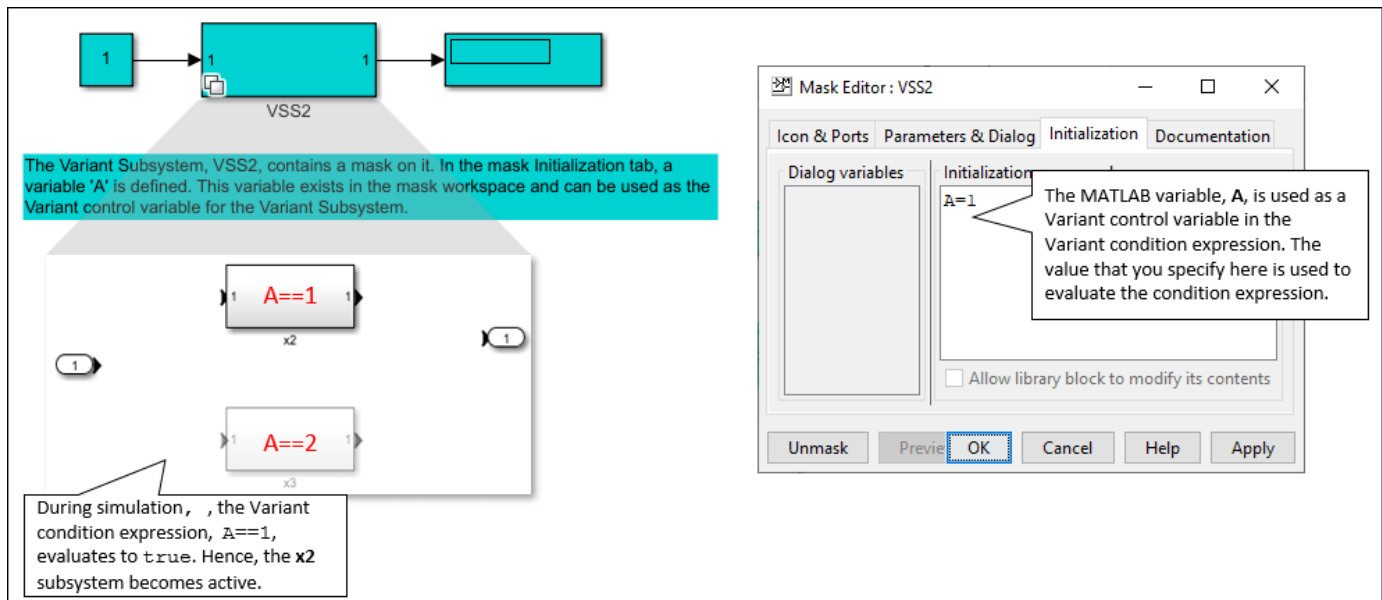 1
1
1
VSS2
The Variant Subsystem, VSS2, contains a mask on it. In the mask Initialization tab, a
variable 'A' is defined. This variable exists in the mask workspace and can be used as the
Variant control variable for the Variant Subsystem.
1
A==1
1
x2
1
1
1
A==2
1
x3
During simulation, , the Variant
condition expression, A==1,
evaluates to true. Hence, the x2
subsystem becomes active.
Mask Editor : VSS2
Icon & Ports
Parameters & Dialog
Initialization
Documentation
Dialog variables
Initialization
A=1
The MATLAB variable, A, is used as a
Variant control variable in the
Variant condition expression. The
value that you specify here is used to
evaluate the condition expression.
Allow library block to modify its contents
Unmask
Previe
OK
Cancel
Help
Apply